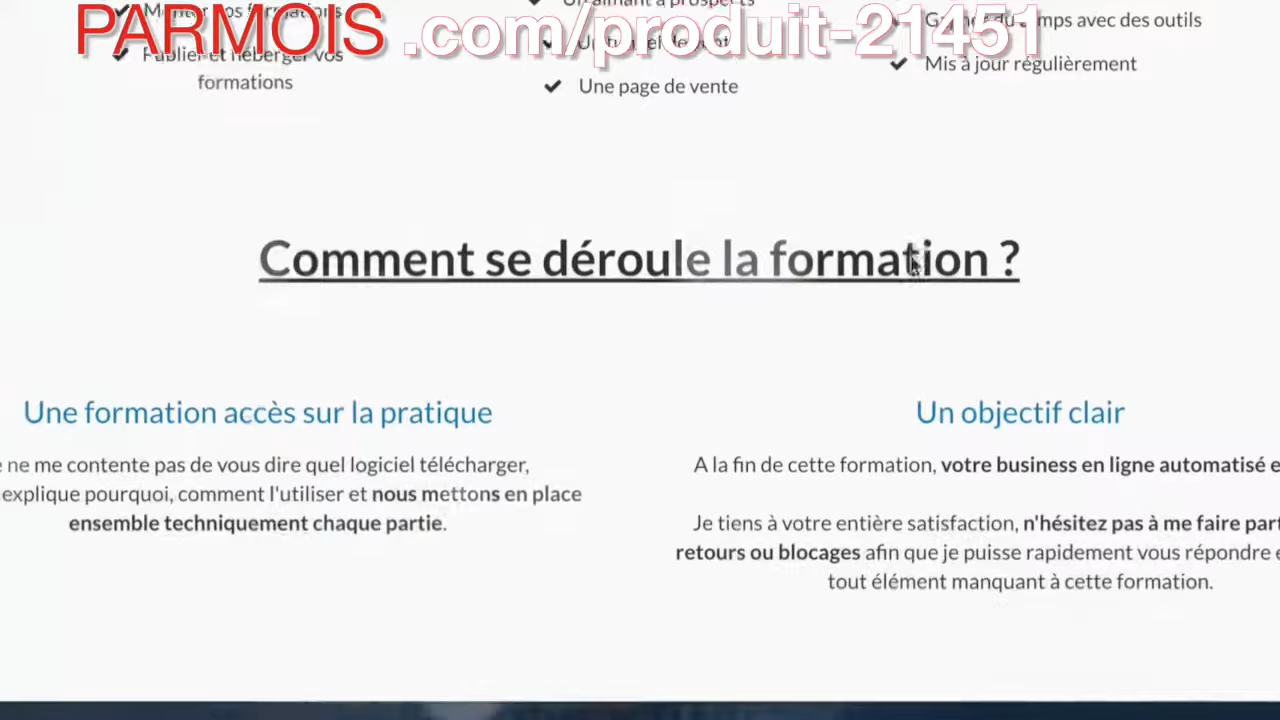 PARMOIS .com/produit-21451
Mis à jour régulièrement
avec des outils
formations
Une page de vente
Comment se déroule la formation ?
Une formation accès sur la pratique
ne me contente pas de vous dire quel logiciel télécharger,
explique pourquoi, comment l'utiliser et nous mettons en place
ensemble techniquement chaque partie.
Un objectif clair
A la fin de cette formation, votre business en ligne automatisé
Je tiens à votre entière satisfaction, n'hésitez pas à me faire part
retours ou blocages afin que je puisse rapidement vous répondre
tout élément manquant à cette formation.